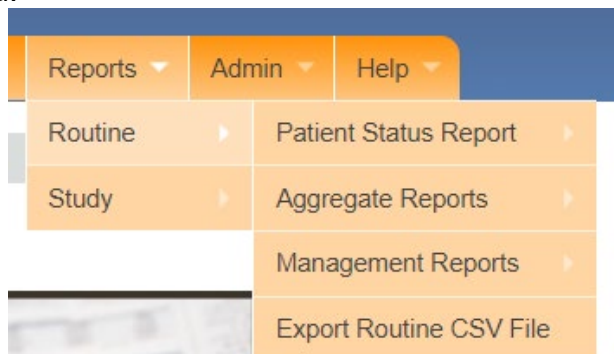 Reports Admin Help
Routine Patient Status Report
Study Aggregate Reports
Management Reports
Export Routine CSV File